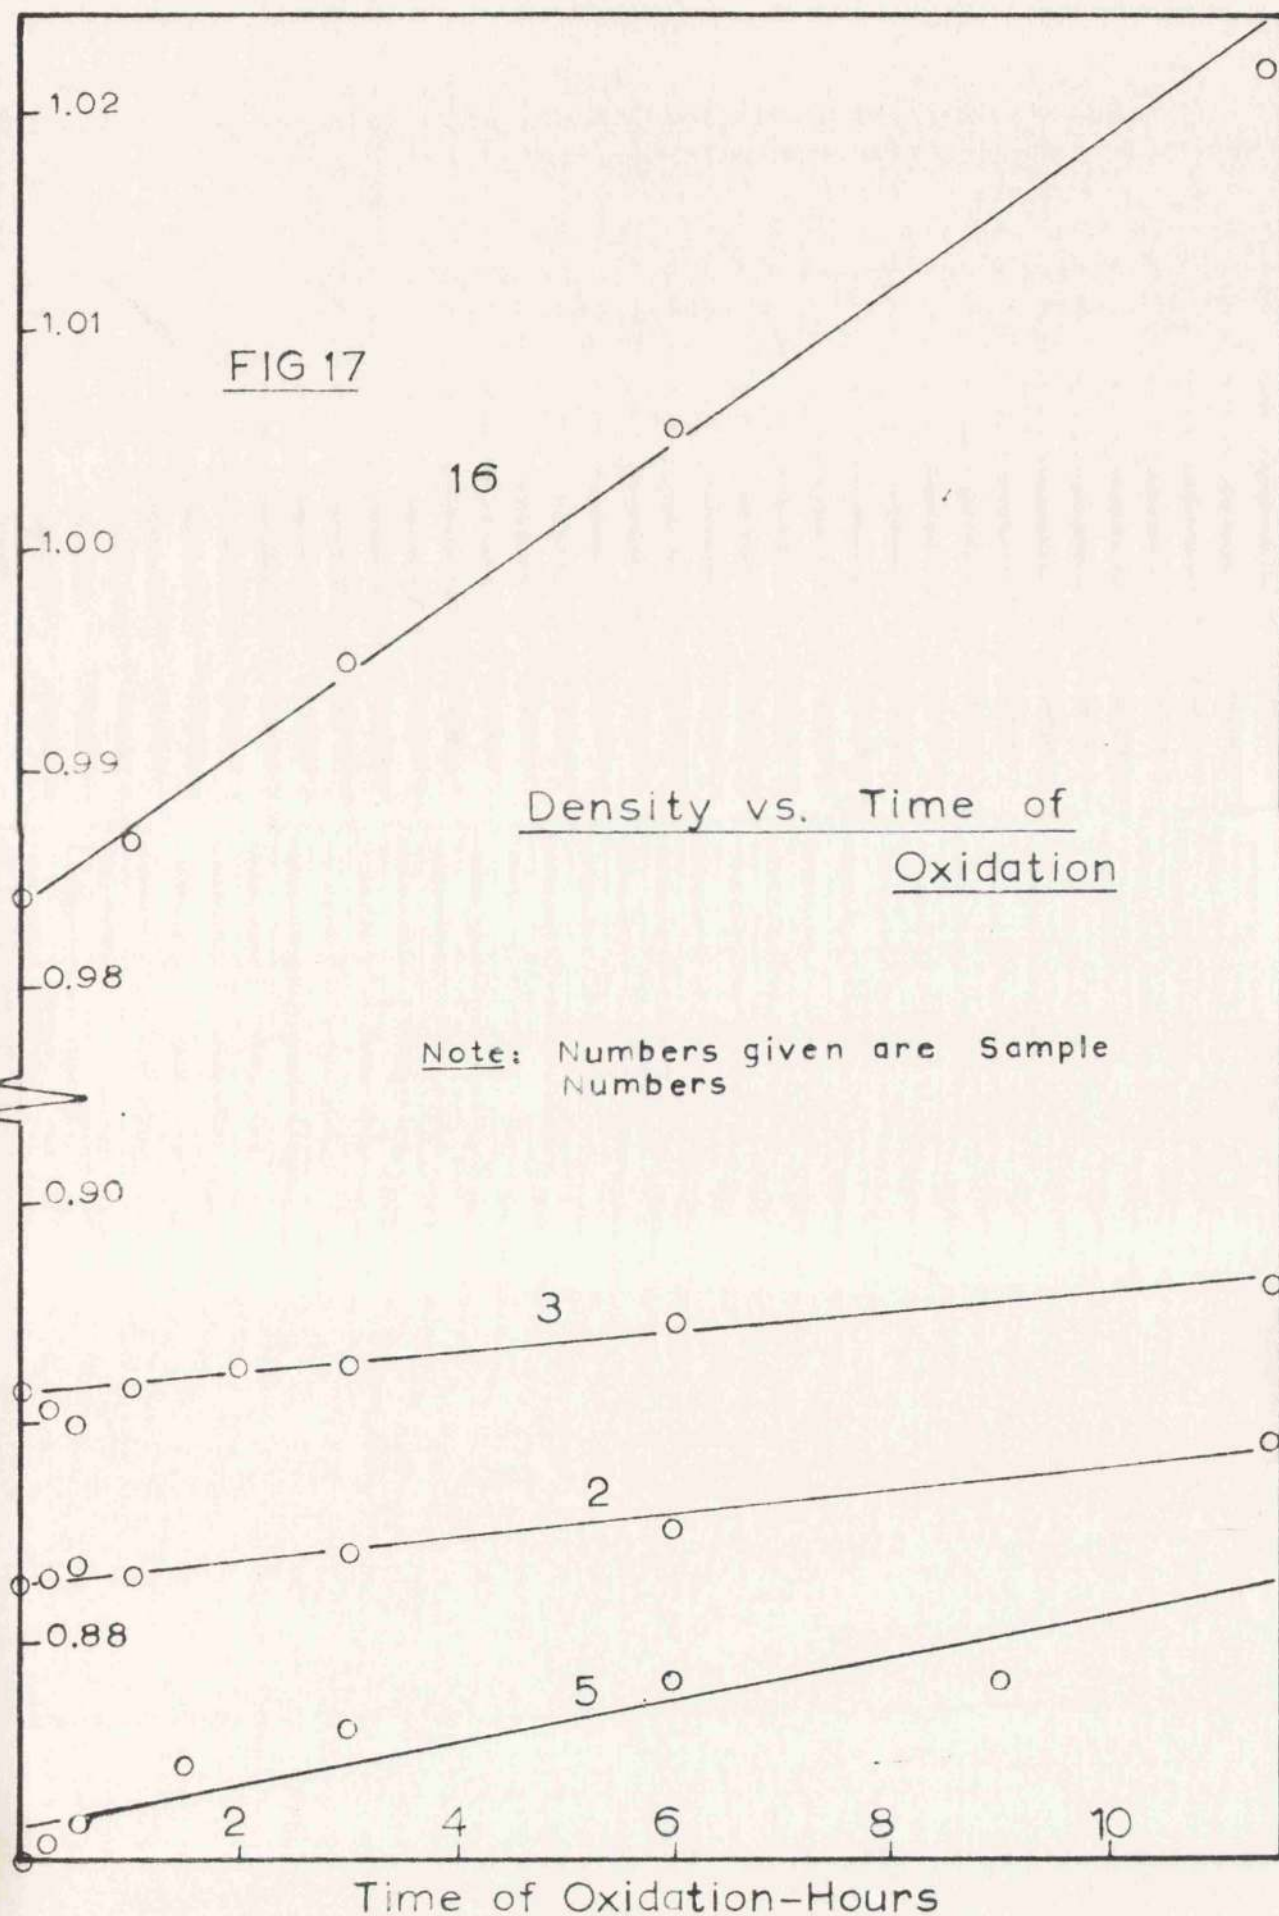 1.02
1.01
FIG 17
16
1.00
0.99
Density vs. Time of
Oxidation
0.98
Note: Numbers given are Sample
Numbers
0.90
3
2
0.88
5
2 4 6 8 10
Time of Oxidation-Hours